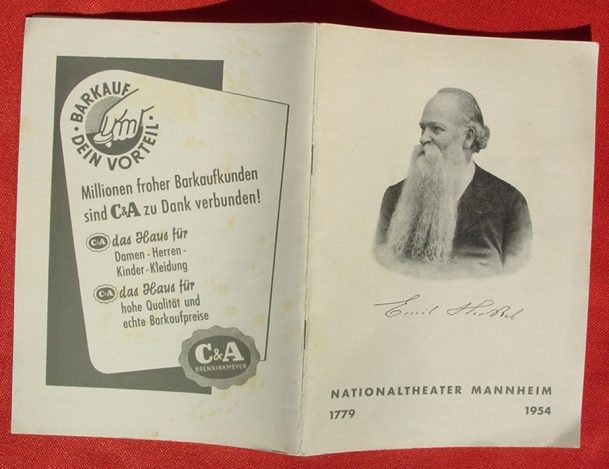 BARKAUF
DEIN VORTEIL
Millionen froher Barkaufkunden
sind C&A zu Dank verbunden!
C&A das Haus für
Damen - Herren -
Kinder - Kleidung
C&A das Haus für
hohe Qualität und
echte Barkaufpreise
C&A
BRENNINKMEYER
Emil
NATIONALTHEATER MANNHEIM
1779 1954